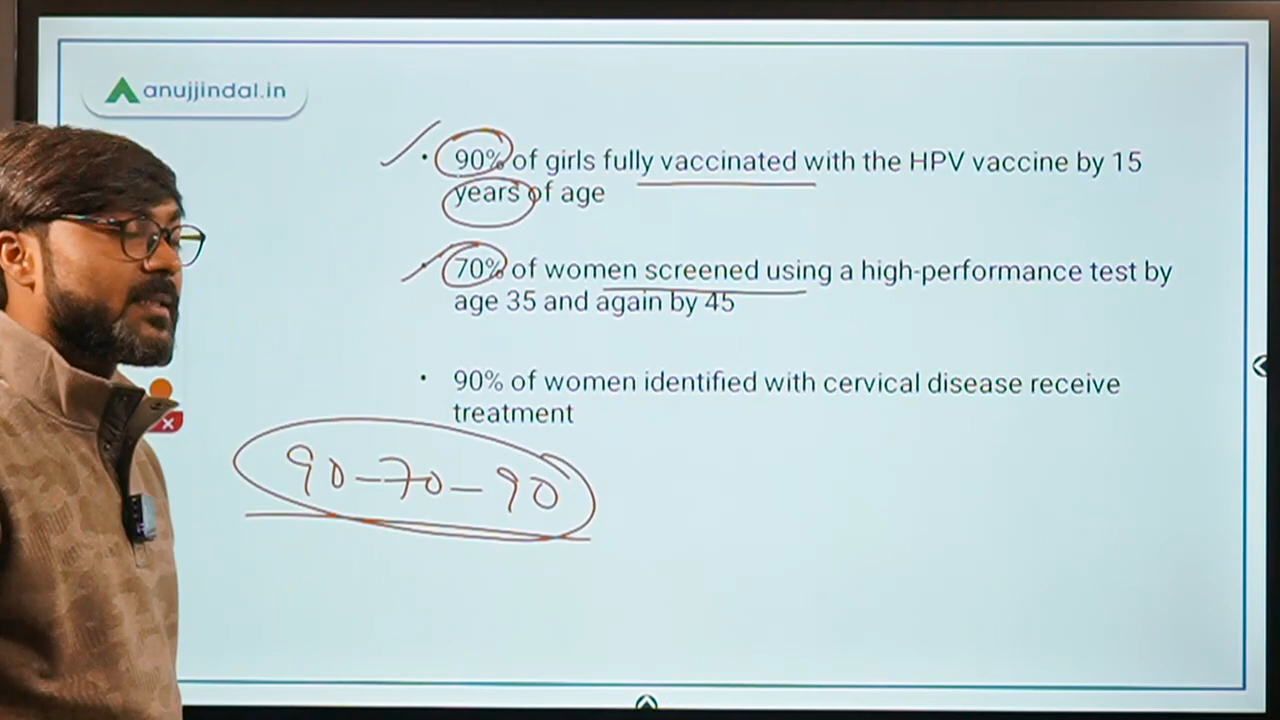 anujjindal.in
• 90% of girls fully vaccinated with the HPV vaccine by 15
years of age
• 70% of women screened using a high-performance test by
age 35 and again by 45
• 90% of women identified with cervical disease receive
treatment
90-70-90